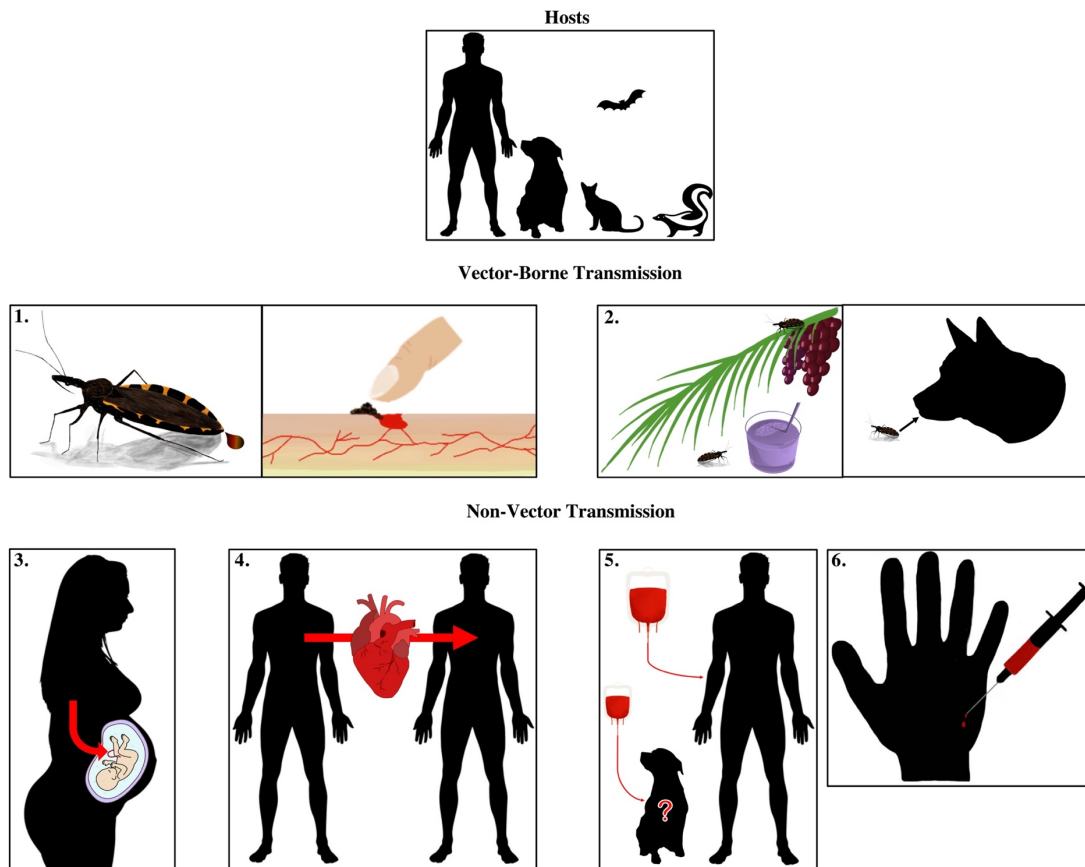 Hosts
Vector-Borne Transmission
1.
2.
Non-Vector Transmission
3.
4.
5.
6.
?